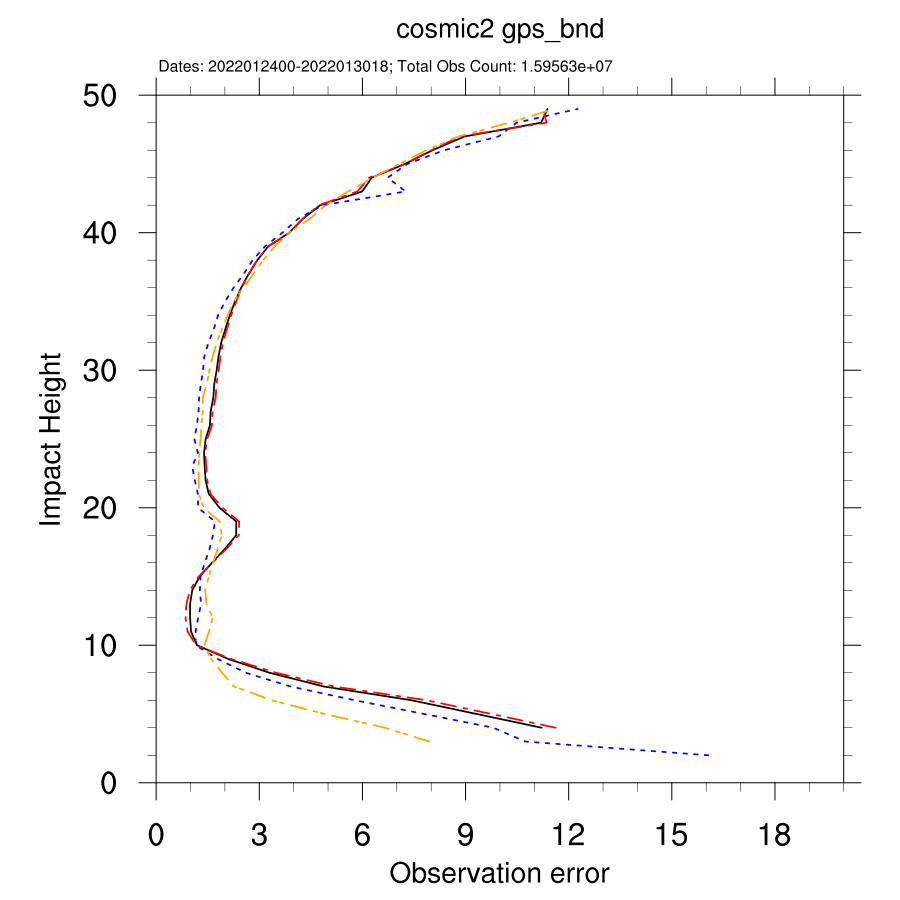 cosmic2 gps_bnd
Dates: 2022012400-2022013018; Total Obs Count: 1.59563e+07
50
40
30
20
10
0
Impact Height
0 3 6 9 12 15 18
Observation error